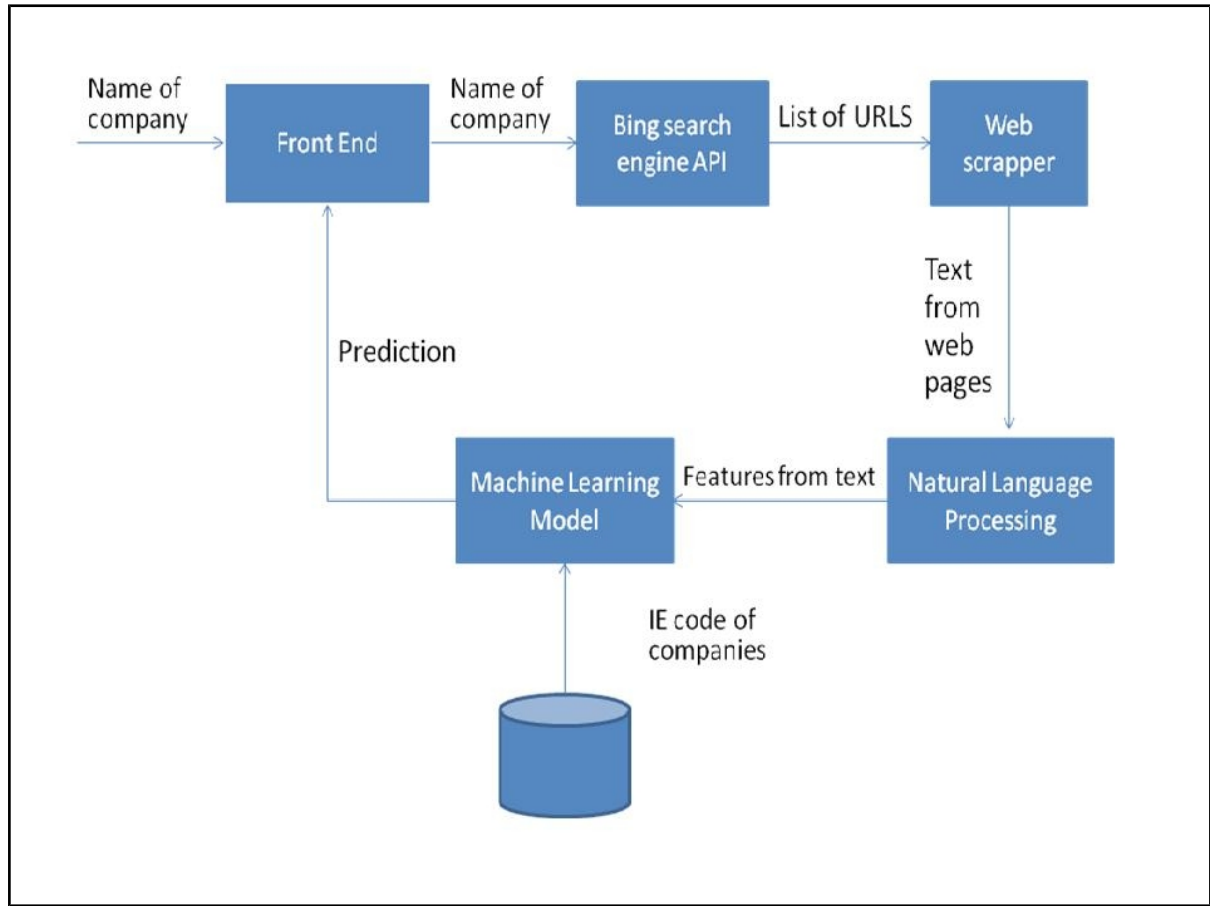 Name of
company
Front End
Name of
company
Bing search
engine API
List of URLS
Web
scrapper
Text
from
web
pages
Natural Language
Processing
Features from text
Machine Learning
Model
Prediction
IE code of
companies